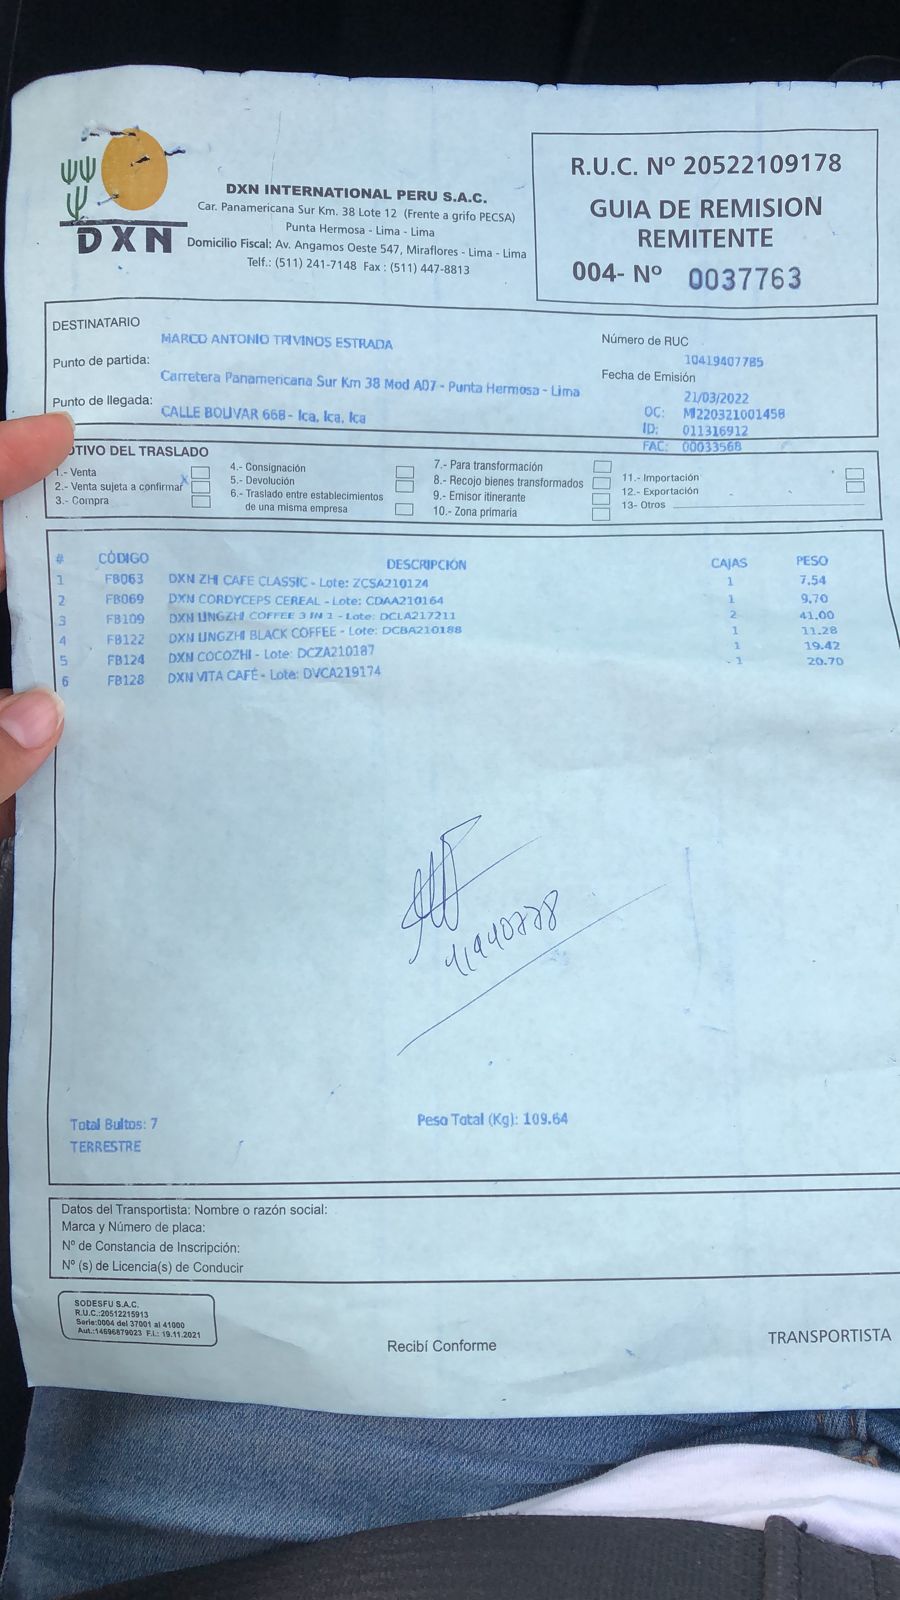 DXN
DXN INTERNATIONAL PERU S.A.C.
Car. Panamericana Sur Km. 38 Lote 12 (Frente a grifo PECSA)
Punta Hermosa - Lima - Lima
Domicilio Fiscal: Av. Angamos Oeste 547, Miraflores - Lima - Lima
Telf.: (511) 241-7148 Fax : (511) 447-8813
R.U.C. Nº 20522109178
GUIA DE REMISION
REMITENTE
004- Nº 0037763
DESTINATARIO
MARCO ANTONIO TRIVINOS ESTRADA
Número de RUC
10419407785
Punto de partida:
Carretera Panamericana Sur Km 38 Mod A07 - Punta Hermosa - Lima
Fecha de Emisión
21/03/2022
Punto de llegada:
CALLE BOLIVAR 668 - Ica, Ica, Ica
OC: MI220321001458
ID: 011316912
FAC: 00033568
OTIVO DEL TRASLADO
1.- Venta
2.- Venta sujeta a confirmar
3.- Compra
4.- Consignación
5.- Devolución
6.- Traslado entre establecimientos
de una misma empresa
7.- Para transformación
8.- Recojo bienes transformados
9.- Emisor itinerante
10.- Zona primaria
11.- Importación
12.- Exportación
13- Otros
# CÓDIGO DESCRIPCIÓN CAJAS PESO
1 FB063 DXN ZHI CAFE CLASSIC - Lote: ZCSA210124 1 7.54
2 FB069 DXN CORDYCEPS CEREAL - Lote: CDAA210164 1 9.70
3 FB109 DXN LINGZHI COFFEE 3 IN 1 - Lote: DCLA217211 2 41.00
4 FB122 DXN LINGZHI BLACK COFFEE - Lote: DCBA210188 1 11.28
5 FB124 DXN COCOZHI - Lote: DCZA210187 1 19.42
6 FB128 DXN VITA CAFÉ - Lote: DVCA219174 1 20.70
41940778
Total Bultos: 7
Peso Total (Kg): 109.64
TERRESTRE
Datos del Transportista: Nombre o razón social:
Marca y Número de placa:
Nº de Constancia de Inscripción:
Nº (s) de Licencia(s) de Conducir
SODESFU S.A.C.
R.U.C.:20512215913
Serie:0004 del 37001 al 41000
Aut.:14696879023 F.I.: 19.11.2021
Recibí Conforme
TRANSPORTISTA